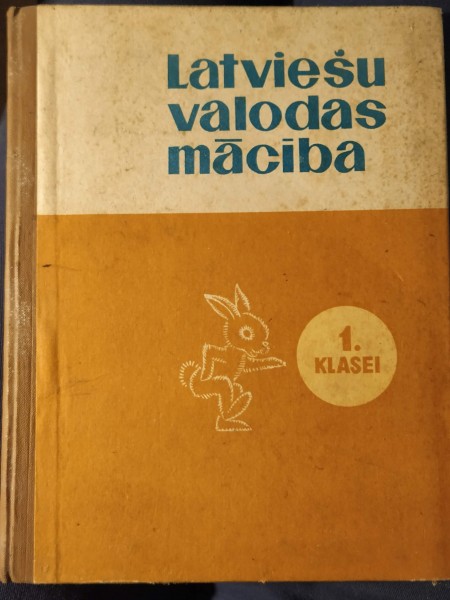 Latviešu
valodas
mācība
1.
KLASEI